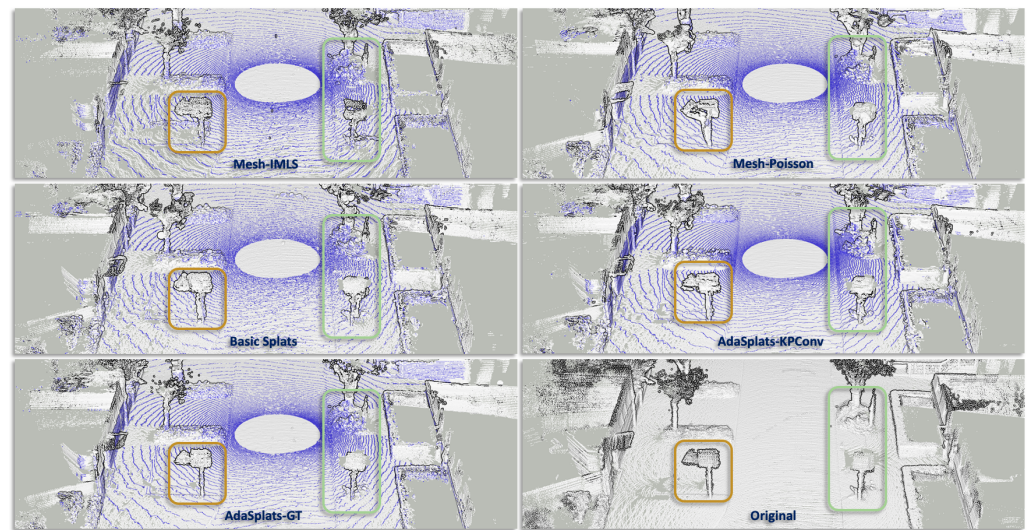 Mesh-IMLS
Mesh-Poisson
Basic Splats
AdaSplats-KPConv
AdaSplats-GT
Original